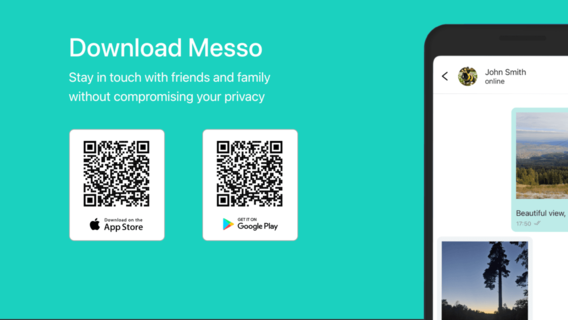 Download Messo
Stay in touch with friends and family
without compromising your privacy
Download on the
App Store
GET IT ON
Google Play
John Smith
online
Beautiful view,
17:50